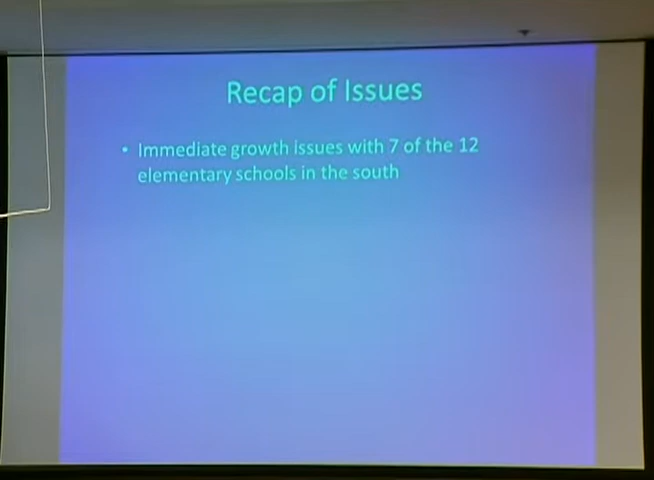 Recap of Issues
• Immediate growth issues with 7 of the 12
elementary schools in the south